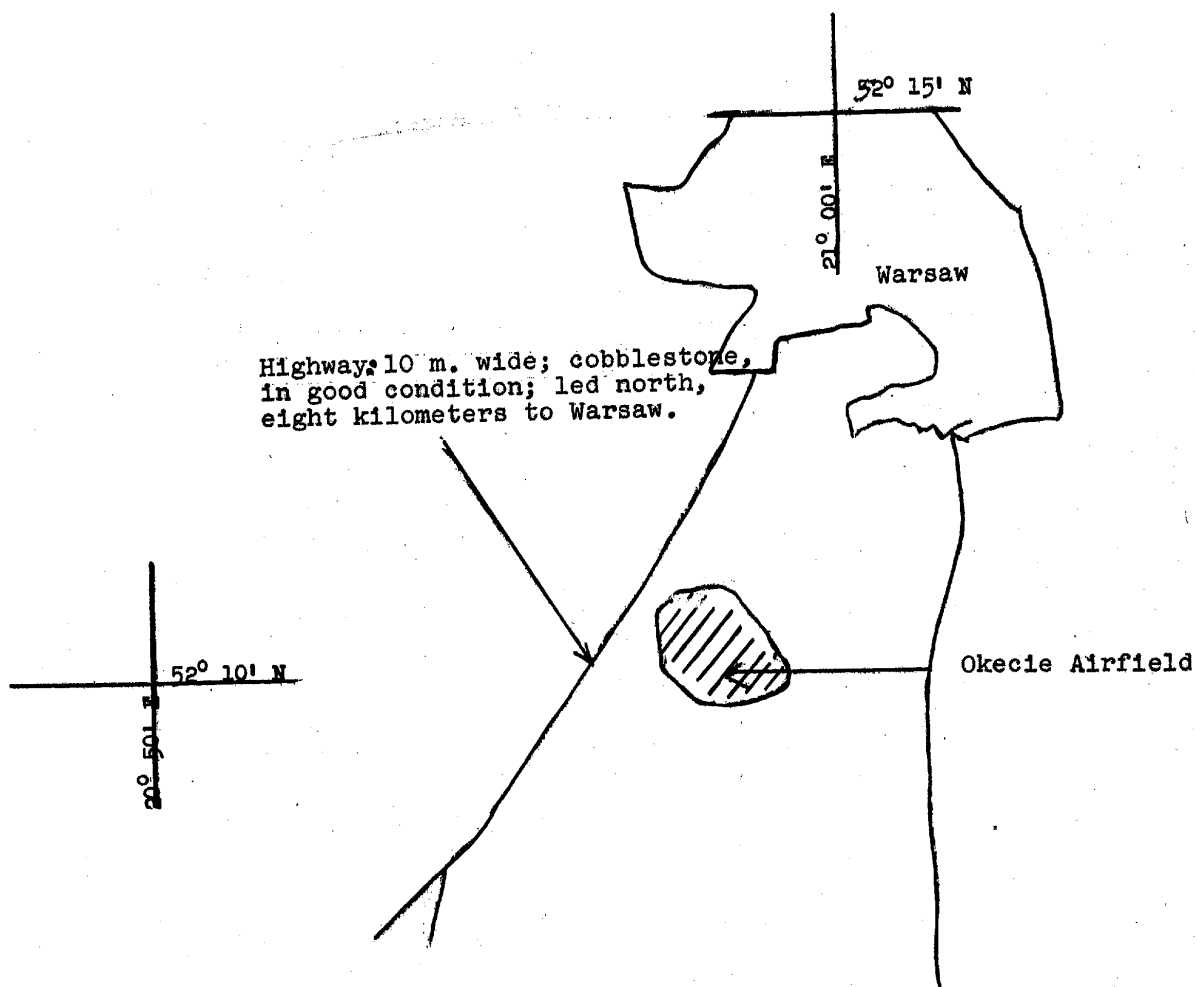 52° 15' N
21° 00' E
Warsaw
Highway: 10 m. wide; cobblestone,
in good condition; led north,
eight kilometers to Warsaw.
52° 10' N
20° 50' E
Okecie Airfield